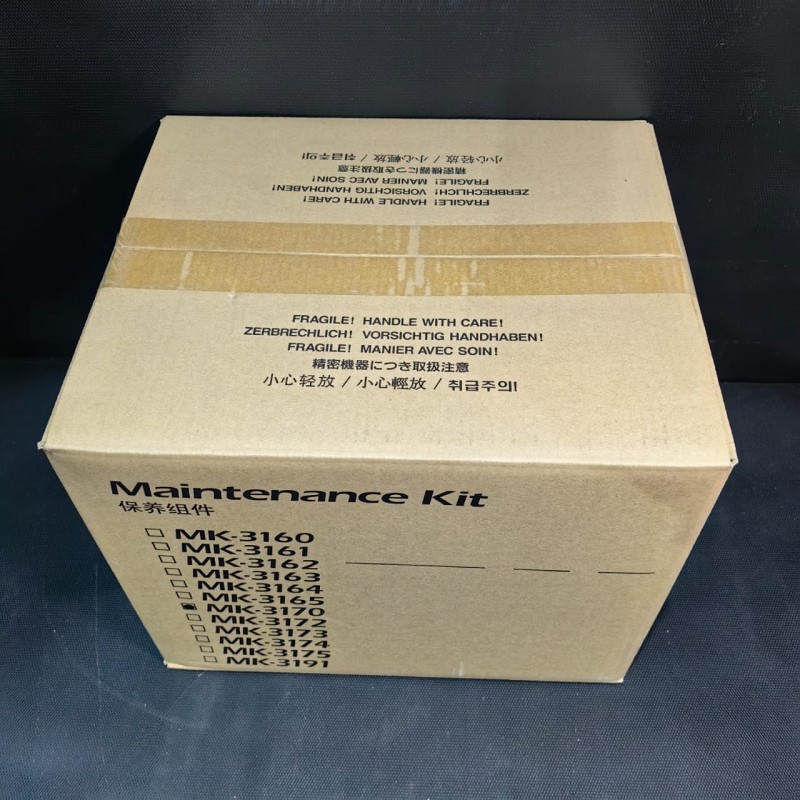 小心轻放 / 小心輕放 / 취급주의!
精密機器につき取扱注意
FRAGILE! MANIER AVEC SOIN!
ZERBRECHLICH! VORSICHTIG HANDHABEN!
FRAGILE! HANDLE WITH CARE!
FRAGILE! HANDLE WITH CARE!
ZERBRECHLICH! VORSICHTIG HANDHABEN!
FRAGILE! MANIER AVEC SOIN!
精密機器につき取扱注意
小心轻放 / 小心輕放 / 취급주의!
Maintenance Kit
保养组件
MK-3160
MK-3161
MK-3162
MK-3163
MK-3164
MK-3165
MK-3170
MK-3172
MK-3173
MK-3174
MK-3175
MK-3191